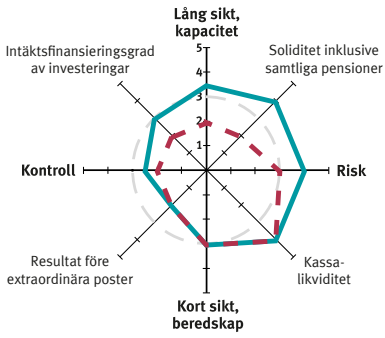 Lång sikt,
kapacitet
Intäktsfinansieringsgrad
av investeringar
Soliditet inklusive
samtliga pensioner
5
4
3
2
1
Kontroll
Risk
Resultat före
extraordinära poster
Kassa-
likviditet
Kort sikt,
beredskap